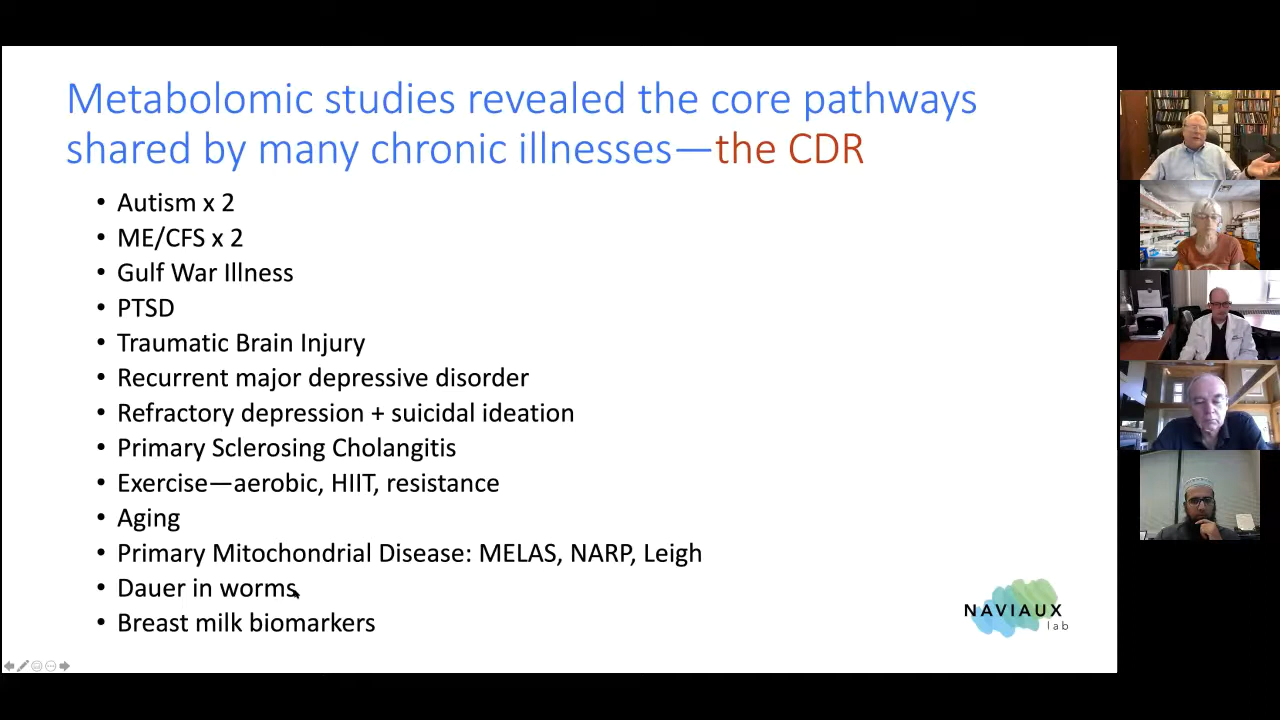 Metabolomic studies revealed the core pathways
shared by many chronic illnesses—the CDR
• Autism x 2
• ME/CFS x 2
• Gulf War Illness
• PTSD
• Traumatic Brain Injury
• Recurrent major depressive disorder
• Refractory depression + suicidal ideation
• Primary Sclerosing Cholangitis
• Exercise—aerobic, HIIT, resistance
• Aging
• Primary Mitochondrial Disease: MELAS, NARP, Leigh
• Dauer in worms
• Breast milk biomarkers
NAVIAUX
lab